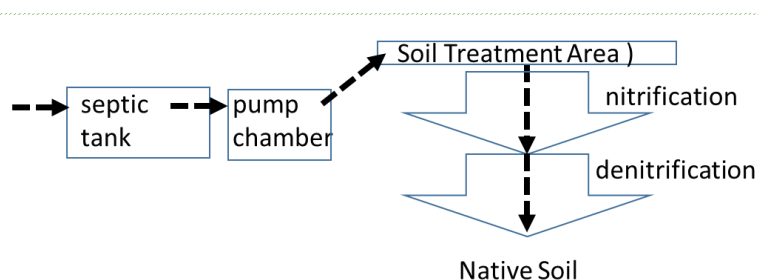 Soil Treatment Area )
septic
tank
pump
chamber
nitrification
denitrification
Native Soil